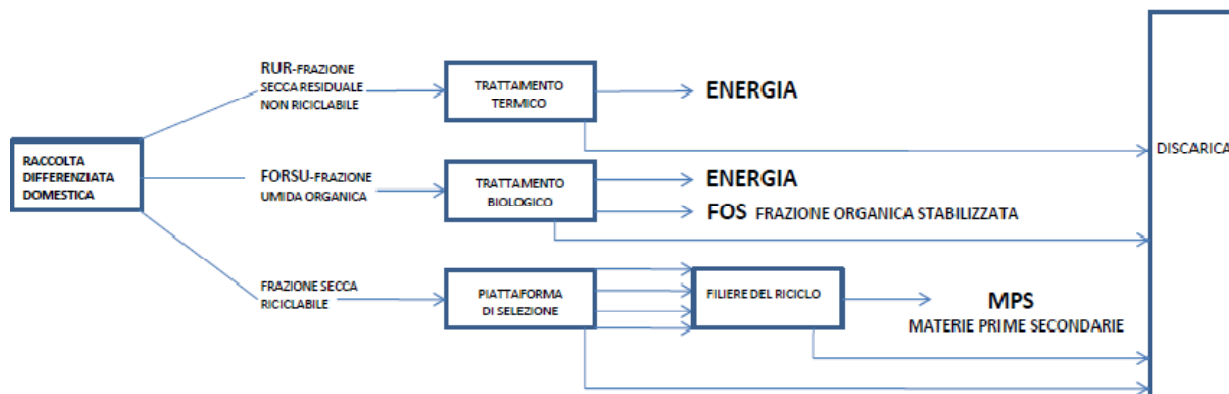 RUR-FRAZIONE
SECCA RESIDUALE
NON RICICLABILE
TRATTAMENTO
TERMICO
ENERGIA
RACCOLTA
DIFFERENZIATA
DOMESTICA
FORSU-FRAZIONE
UMIDA ORGANICA
TRATTAMENTO
BIOLOGICO
ENERGIA
FOS FRAZIONE ORGANICA STABILIZZATA
DISCARICA
FRAZIONE SECCA
RICICLABILE
PIATTAFORMA
DI SELEZIONE
FILIERE DEL RICICLO
MPS
MATERIE PRIME SECONDARIE